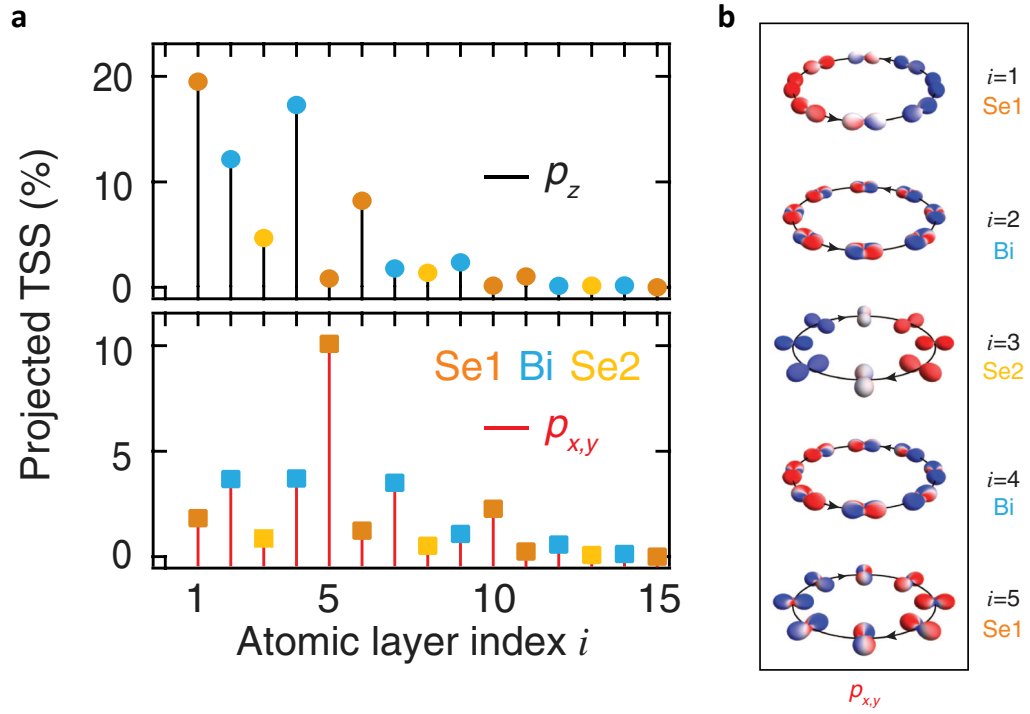 a
Projected TSS (%)
20
10
0
p_z
10
5
0
Se1 Bi Se2
p_x,y
1
5
10
15
Atomic layer index i
b
i=1
Se1
i=2
Bi
i=3
Se2
i=4
Bi
i=5
Se1
p_x,y